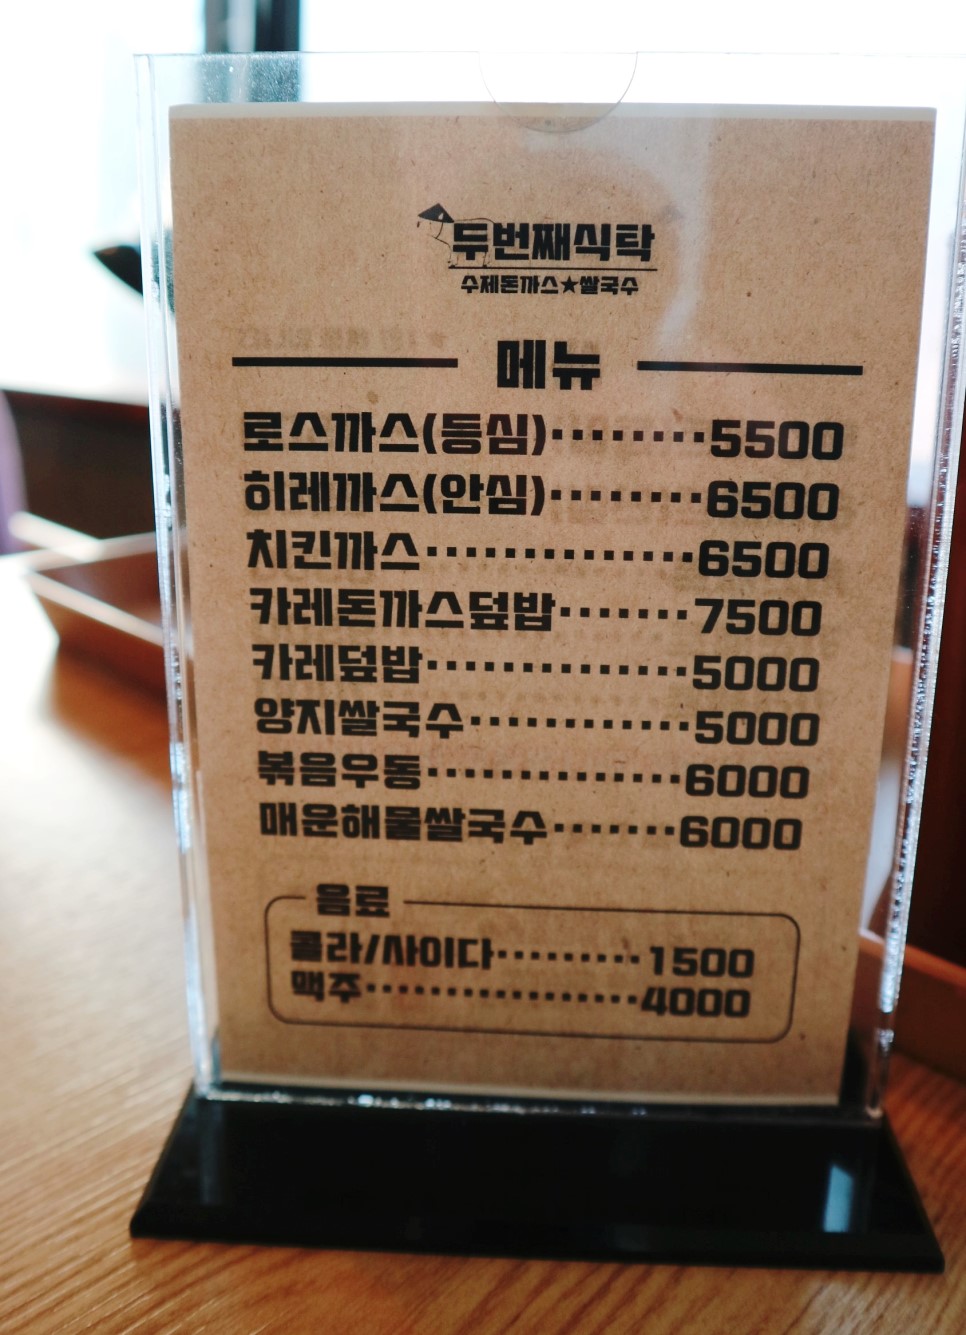 두번째식탁
수제돈까스★쌀국수
메뉴
로스까스(등심)········5500
히레까스(안심)········6500
치킨까스··············6500
카레돈까스덮밥·······7500
카레덮밥··············5000
양지쌀국수············5000
볶음우동··············6000
매운해물쌀국수·······6000
음료
콜라/사이다·········1500
맥주·················4000